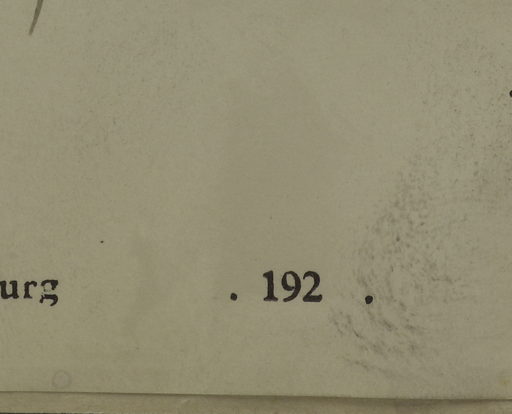 urg . 192 .